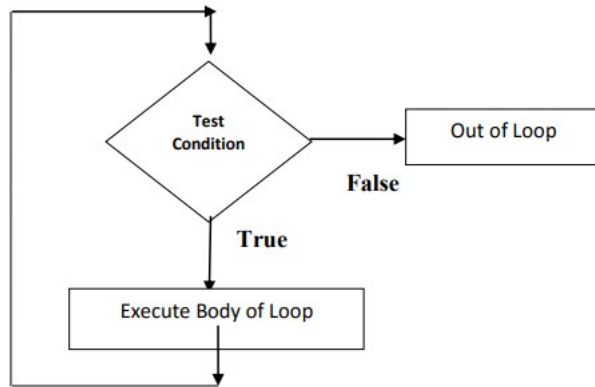 Test
Condition
Out of Loop
False
True
Execute Body of Loop